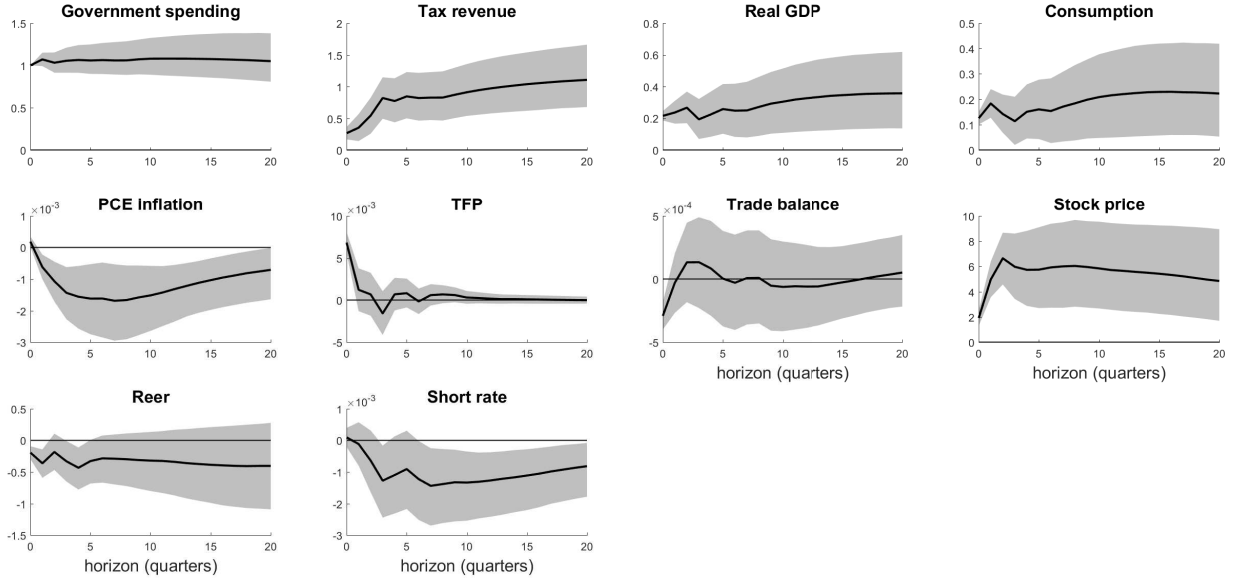 Government spending
1.5
1
0.5
0
0 5 10 15 20
Tax revenue
2
1.5
1
0.5
0
0 5 10 15 20
Real GDP
0.8
0.6
0.4
0.2
0
0 5 10 15 20
Consumption
0.5
0.4
0.3
0.2
0.1
0
0 5 10 15 20
PCE inflation
×10⁻³
1
0
-1
-2
-3
0 5 10 15 20
TFP
×10⁻³
10
5
0
-5
0 5 10 15 20
Trade balance
×10⁻⁴
5
0
-5
0 5 10 15 20
horizon (quarters)
Stock price
10
8
6
4
2
0
0 5 10 15 20
horizon (quarters)
Reer
0.5
0
-0.5
-1
-1.5
0 5 10 15 20
horizon (quarters)
Short rate
×10⁻³
1
0
-1
-2
-3
0 5 10 15 20
horizon (quarters)